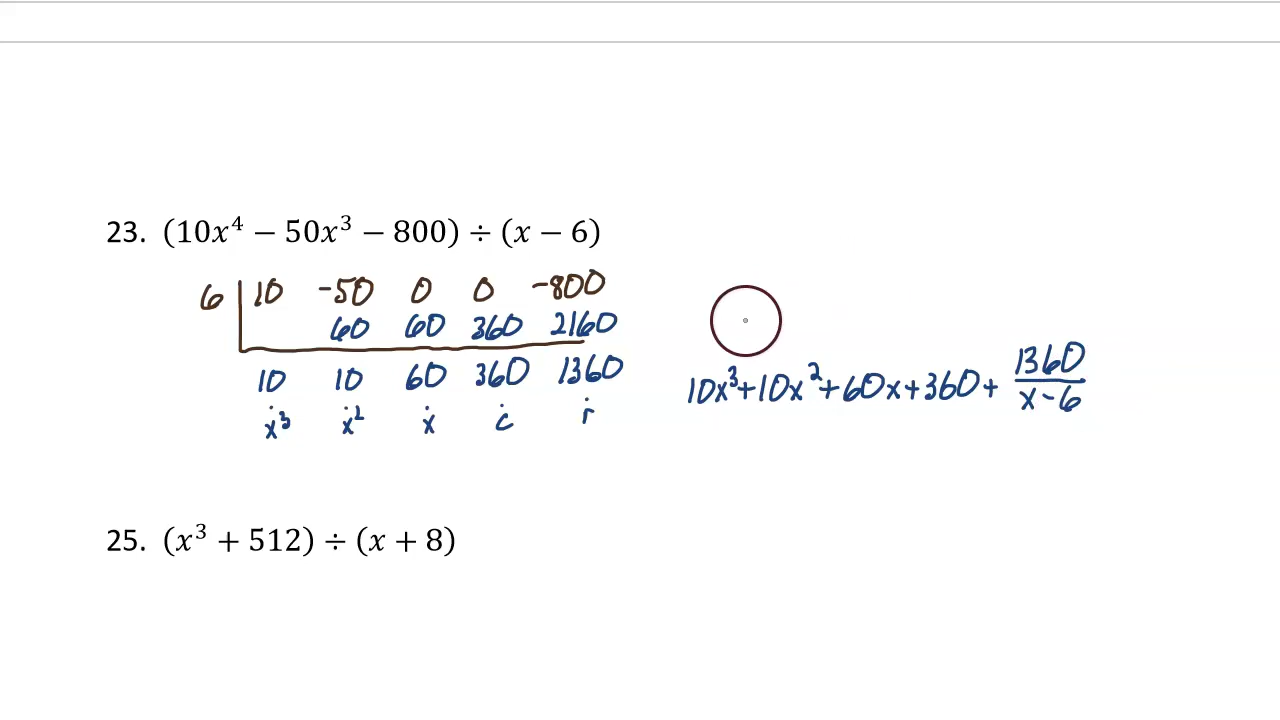 23. (10x⁴ − 50x³ − 800) ÷ (x − 6)
6 | 10 -50 0 0 -800
60 60 360 2160
10 10 60 360 1360
x³ x² x c r
10x³+10x²+60x+360+ 1360/(x-6)
25. (x³ + 512) ÷ (x + 8)